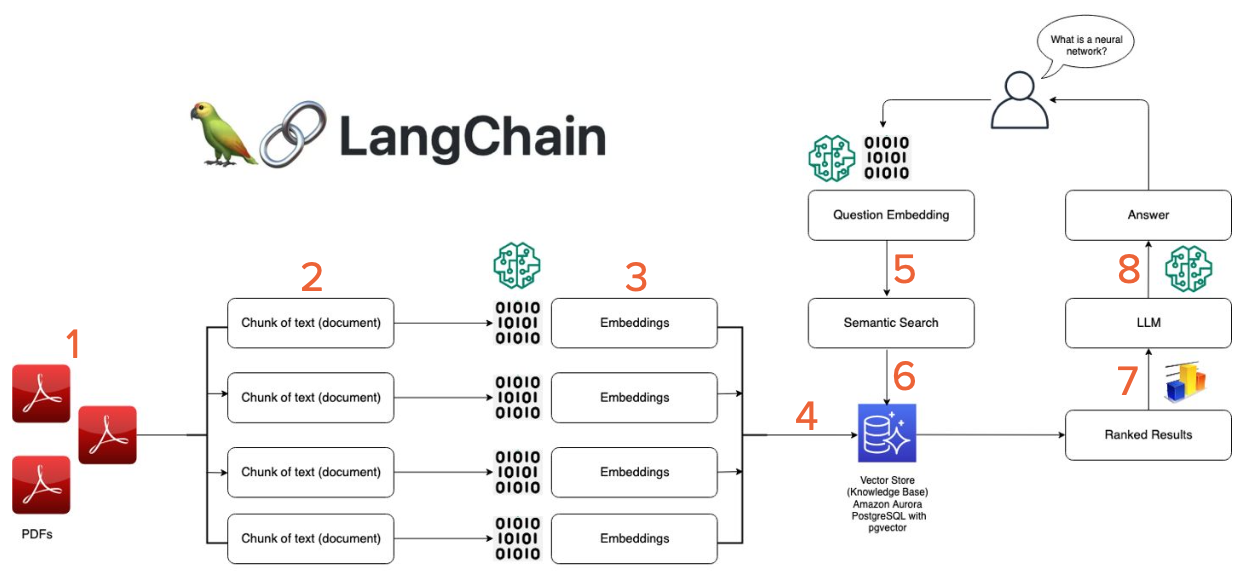 What is a neural
network?
LangChain
01010
10101
01010
Question Embedding
Answer
5
8
2
3
01010
10101
01010
Chunk of text (document)
Embeddings
Semantic Search
LLM
1
6
7
01010
10101
01010
Chunk of text (document)
Embeddings
4
Ranked Results
01010
10101
01010
Chunk of text (document)
Embeddings
Vector Store
(Knowledge Base)
Amazon Aurora
PostgreSQL with
pgvector
PDFs
01010
10101
01010
Chunk of text (document)
Embeddings